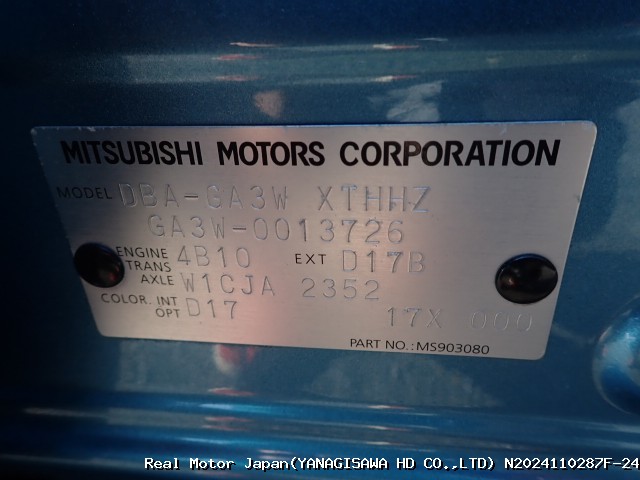 MITSUBISHI MOTORS CORPORATION
MODEL DBA-GA3W XTHHZ
GA3W-0013726
ENGINE 4B10 EXT D17B
TRANS
AXLE W1CJA 2352
COLOR. INT D17
OPT 17X 000
PART NO.:MS903080
Real Motor Japan(YANAGISAWA HD CO.,LTD) N2024110287F-24